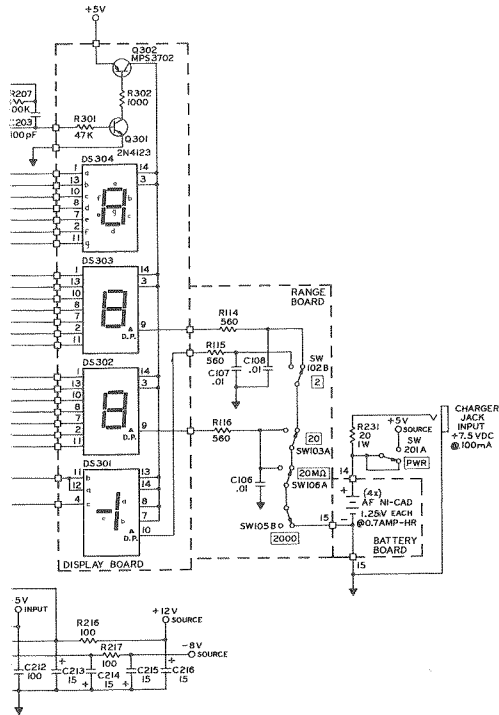 +5V
Q302
MPS3702
R302
1000
R207
C203
100pF
R301
47K
Q301
2N4123
DS304
1 a 14
13 b 3
10 c
8 d
7 e
2 f
11 g
a
f b
g
e c
d
DS303
1 14
13 3
10
8
7 A 9
2 D.P.
11
DS302
1 14
13 3
10
8
7 A 9
2 D.P.
11
DS301
11 b 13
12 a 14
4 c 8
7
A 10
D.P.
DISPLAY BOARD
RANGE
BOARD
R114
560
R115
560
C107
.01
C108
.01
SW
102B
2
R116
560
20
SW103A
20MΩ
SW106A
C106
.01
SW105B
2000
15
R231
20
1W
+5V
SOURCE
SW
201A
PWR
CHARGER
JACK
INPUT
+7.5 VDC
@.100mA
14
+
(4x)
AF NI-CAD
1.25V EACH
@0.7AMP-HR
−
BATTERY
BOARD
15
5V
INPUT
R216
100
+12V
SOURCE
R217
100
-8V
SOURCE
C212
100
C213
15
C214
15
C215
15
C216
15